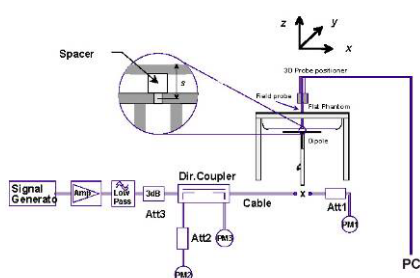 z
y
x
Spacer
s
3D Probe positioner
Field probe
Flat Phantom
Dipole
Signal
Generato
Amp
Low
Pass
3dB
Att3
Dir.Coupler
Cable
x
Att1
Att2
PM3
PM1
PM2
PC